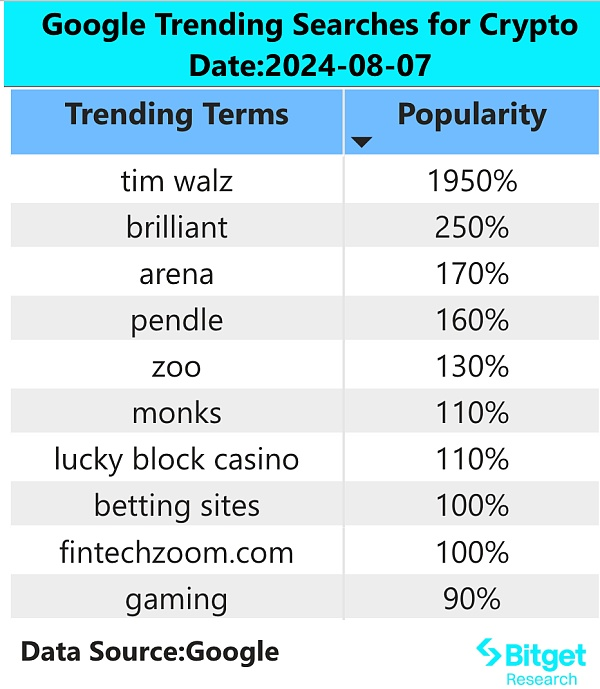 Google Trending Searches for Crypto
Date:2024-08-07
Trending Terms Popularity
tim walz 1950%
brilliant 250%
arena 170%
pendle 160%
zoo 130%
monks 110%
lucky block casino 110%
betting sites 100%
fintechzoom.com 100%
gaming 90%
Data Source:Google
Bitget
Research